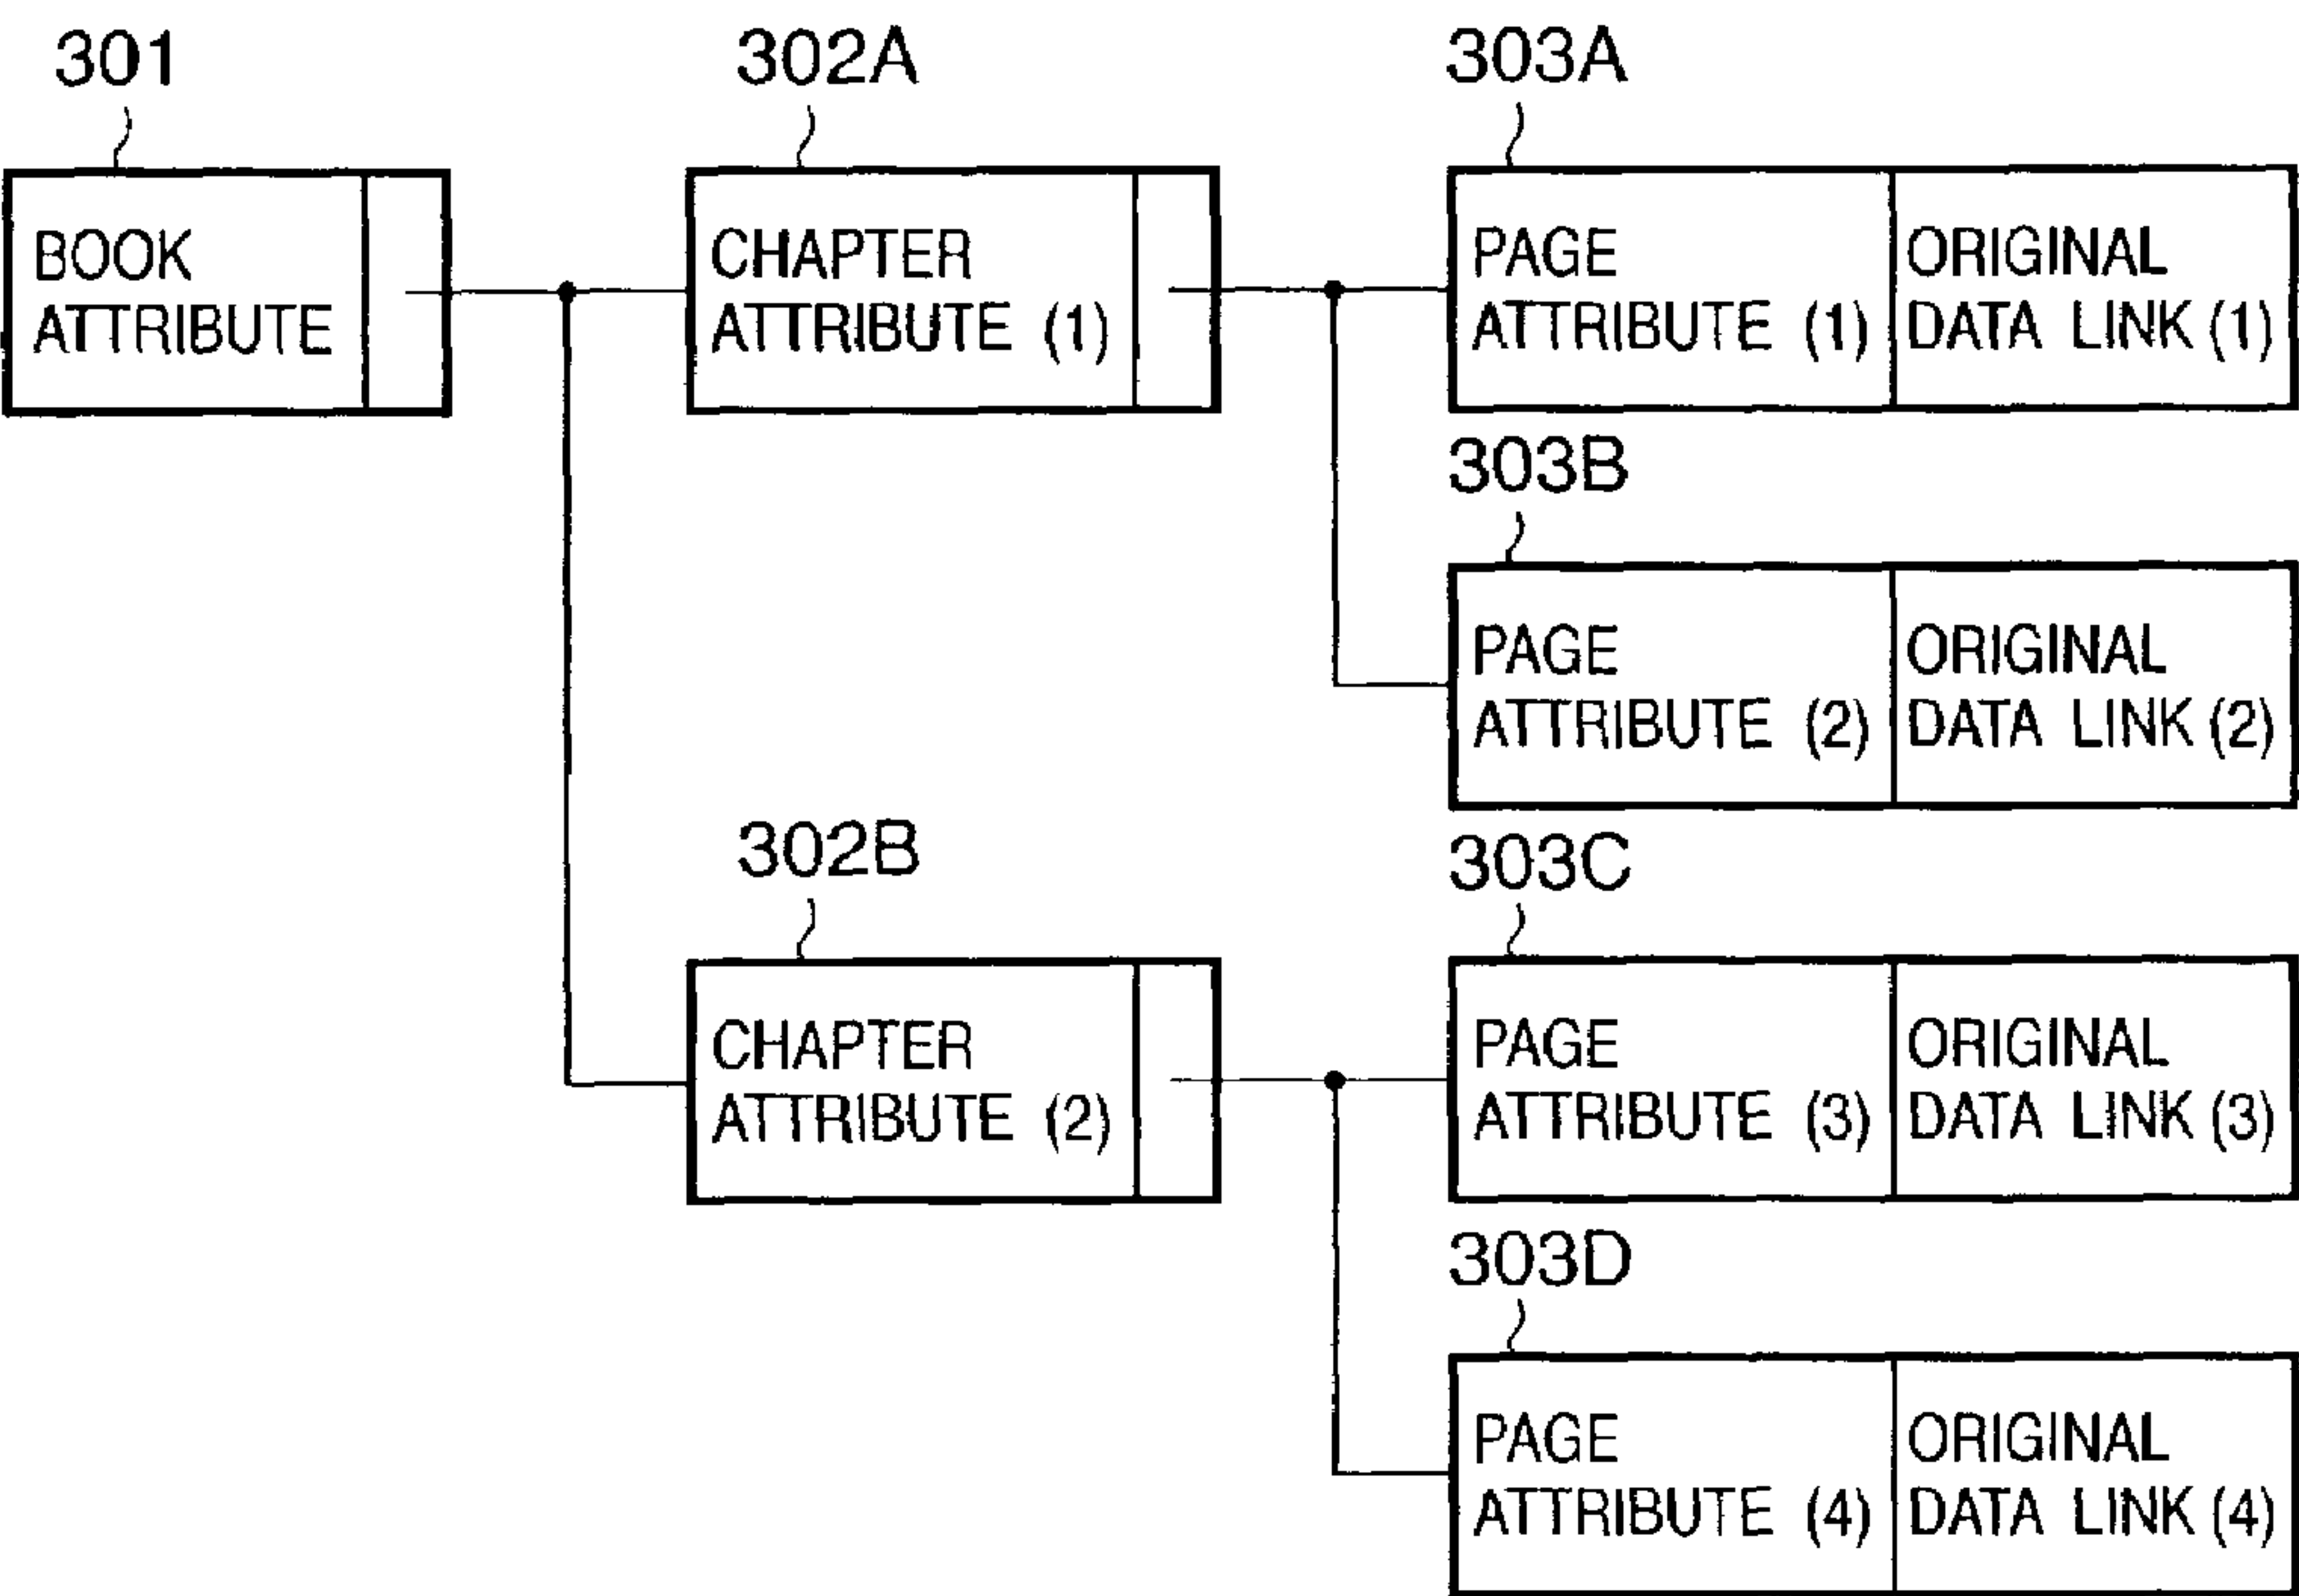 301
302A
303A
BOOK
ATTRIBUTE
CHAPTER
ATTRIBUTE (1)
PAGE
ATTRIBUTE (1)
ORIGINAL
DATA LINK (1)
303B
PAGE
ATTRIBUTE (2)
ORIGINAL
DATA LINK (2)
302B
303C
CHAPTER
ATTRIBUTE (2)
PAGE
ATTRIBUTE (3)
ORIGINAL
DATA LINK (3)
303D
PAGE
ATTRIBUTE (4)
ORIGINAL
DATA LINK (4)